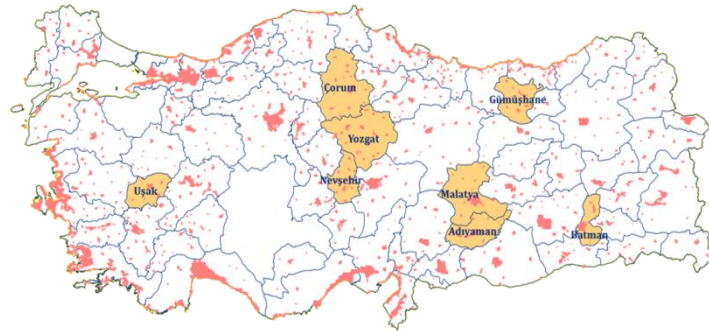 Çorum
Gümüşhane
Yozgat
Nevşehir
Uşak
Malatya
Adıyaman
Batman